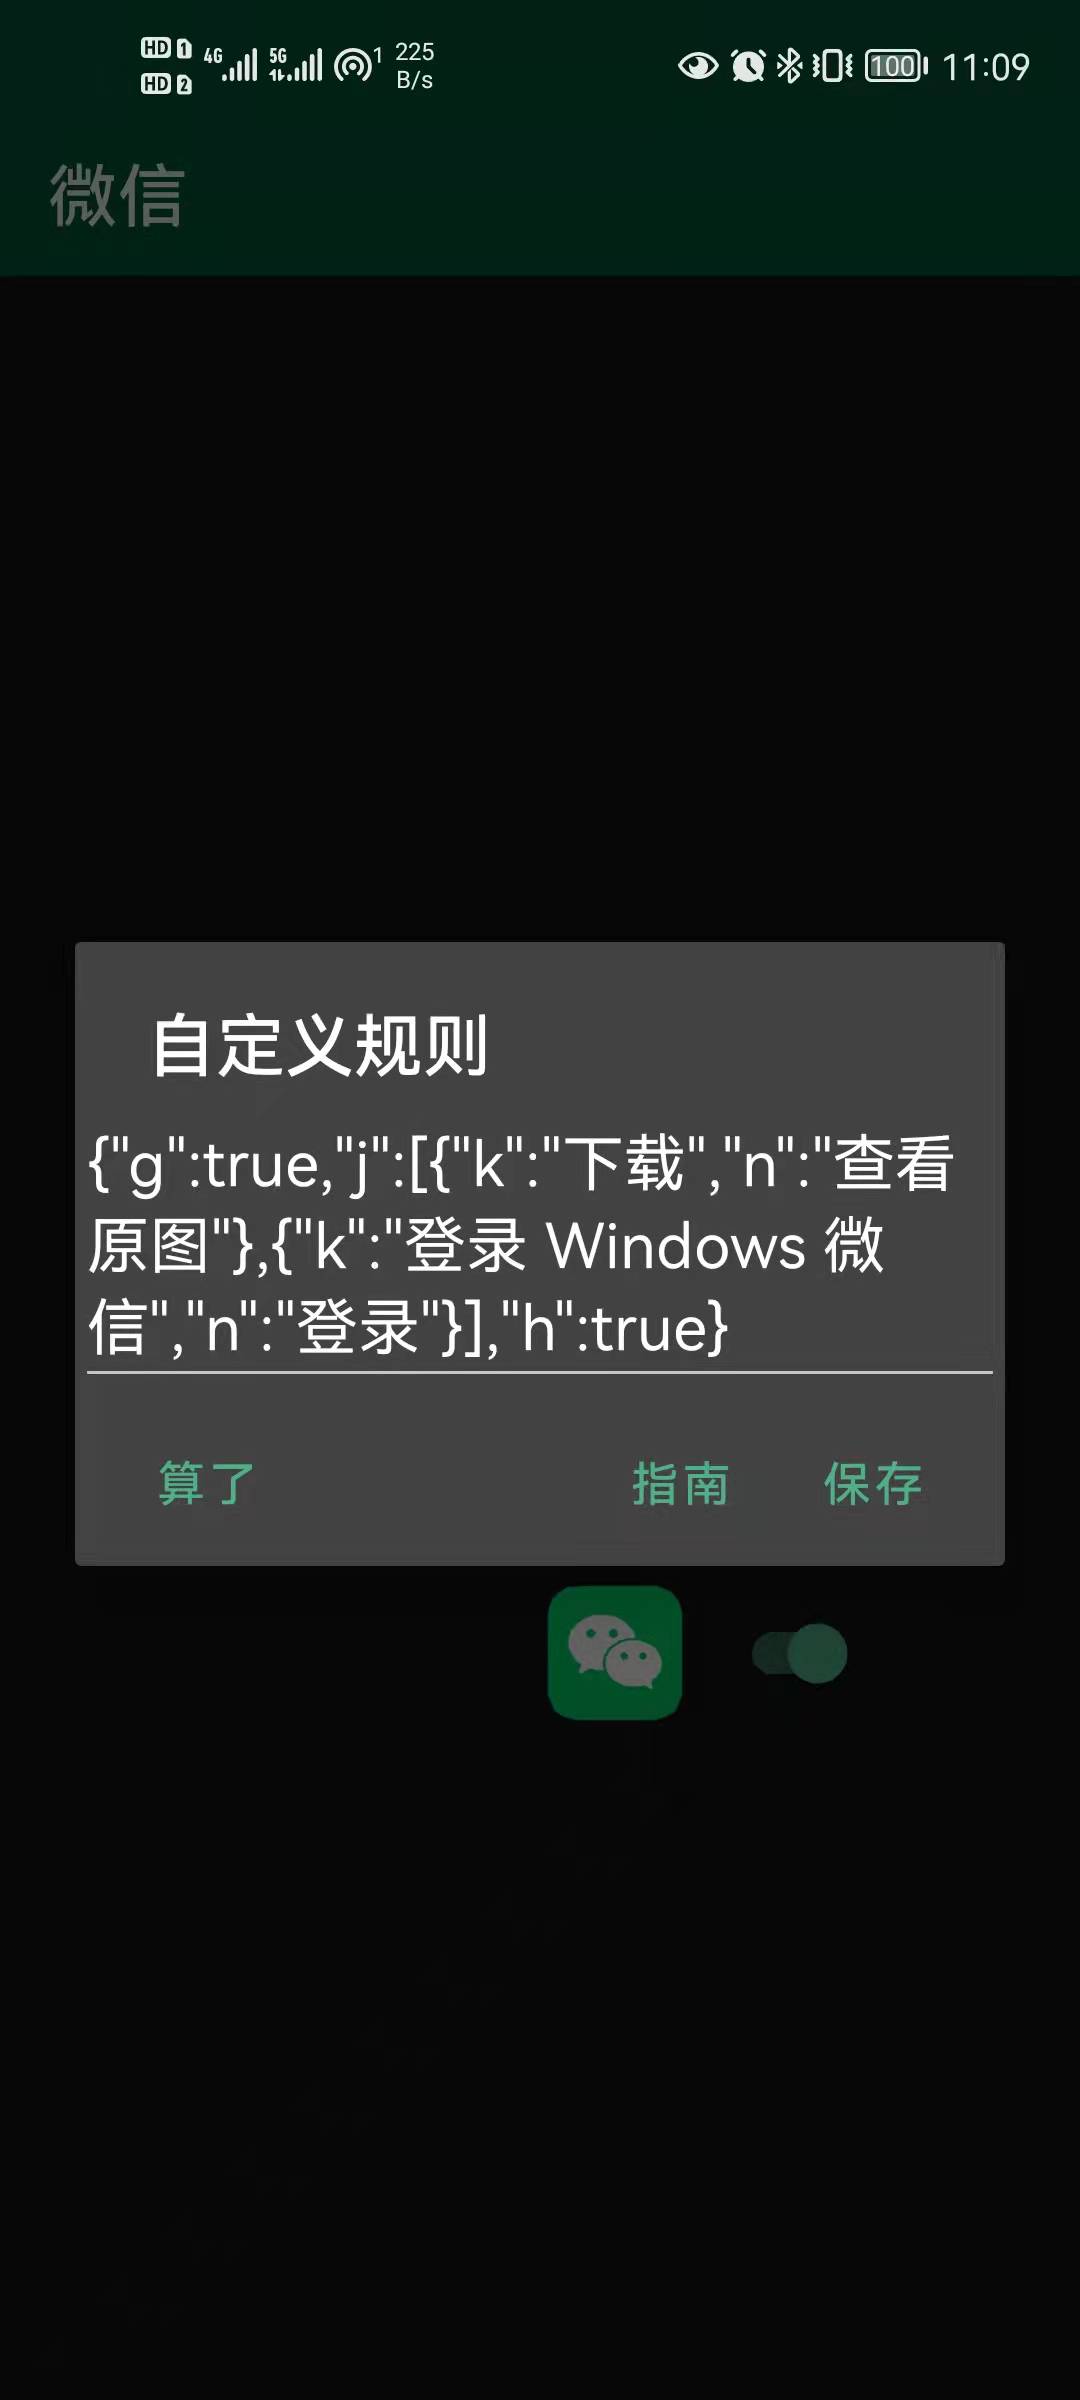 HD 1 4G 5G 1 225 100 11:09
HD 2 B/s
微信
自定义规则
{"g":true,"j":[{"k":"下载","n":"查看
原图"},{"k":"登录 Windows 微
信","n":"登录"}],"h":true}
算了 指南 保存